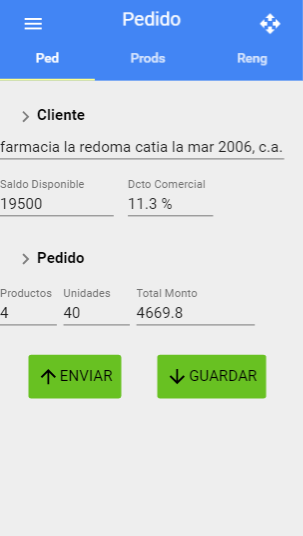 Pedido
Ped Prods Reng
Cliente
farmacia la redoma catia la mar 2006, c.a.
Saldo Disponible Dcto Comercial
19500 11.3 %
Pedido
Productos Unidades Total Monto
4 40 4669.8
ENVIAR GUARDAR